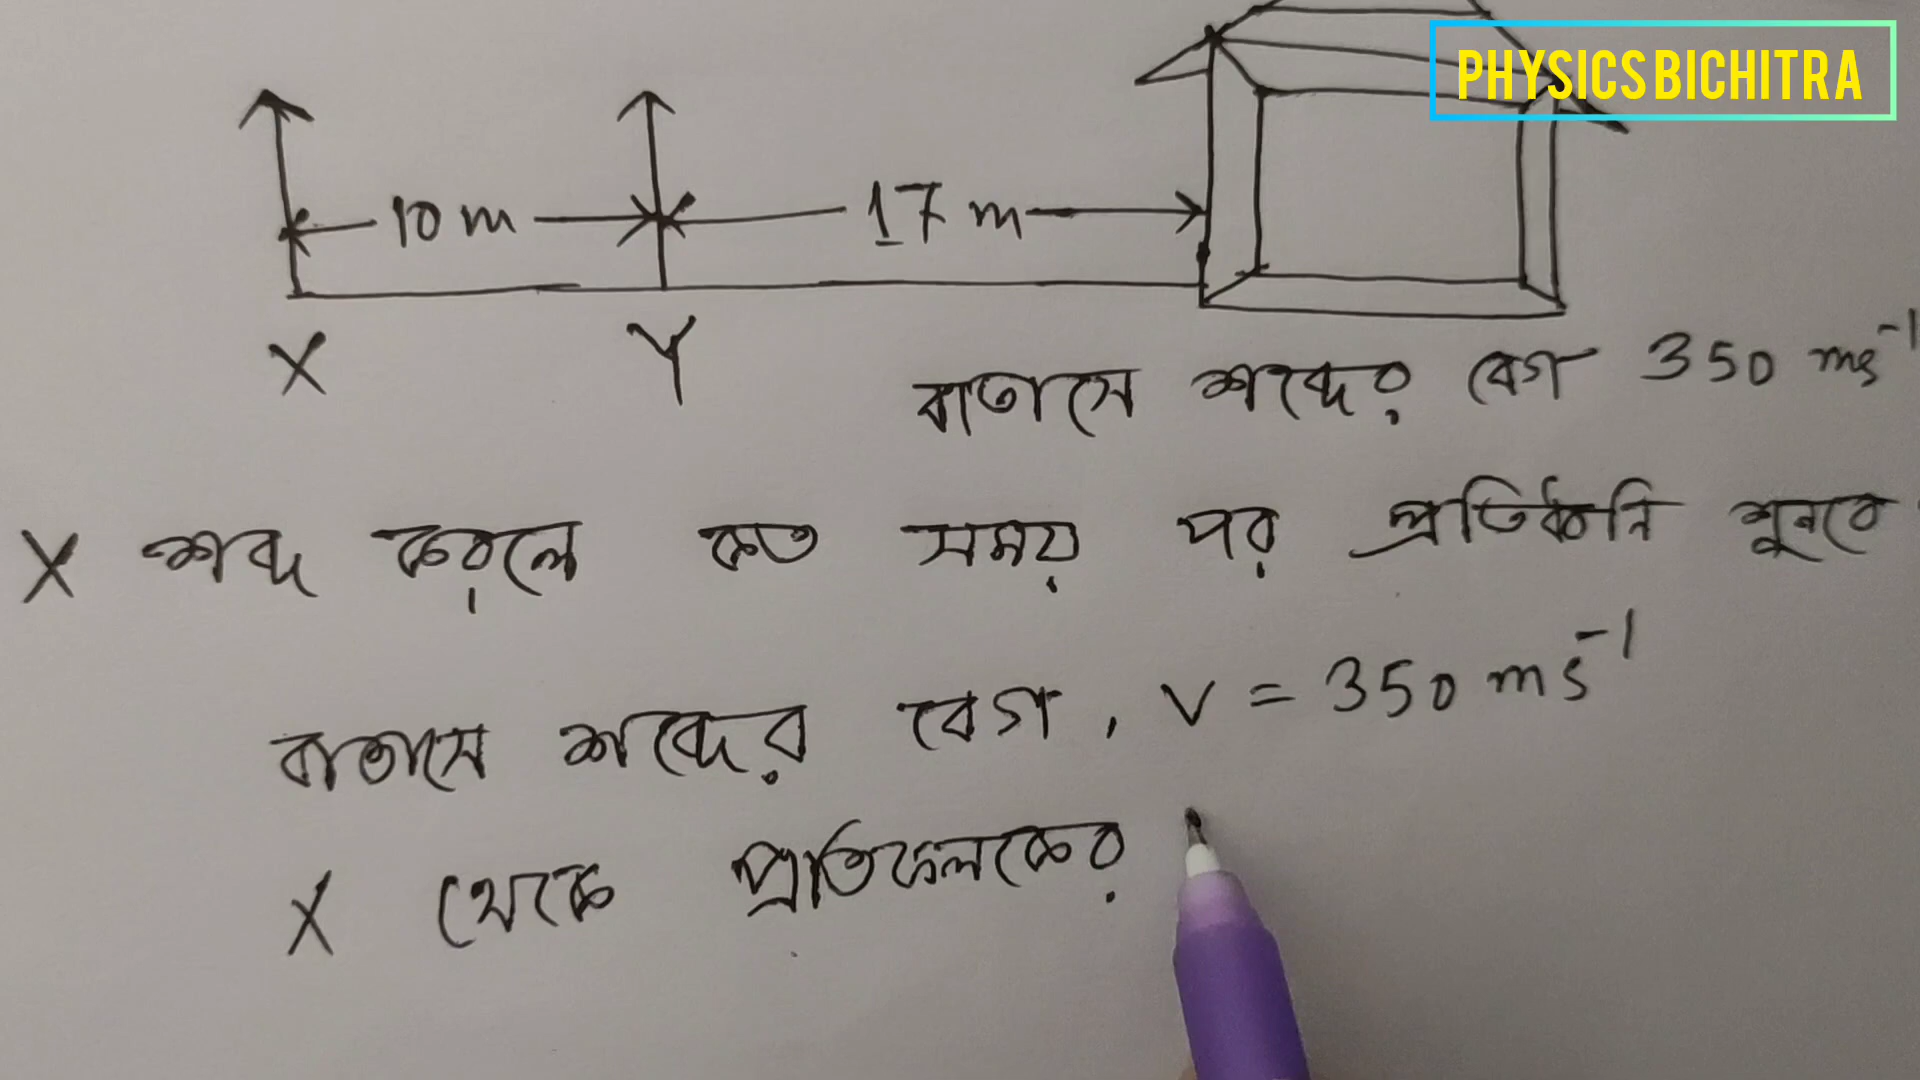 PHYSICS BICHITRA
10 m 17 m
X Y
বাতাসে শব্দের বেগ 350 ms⁻¹
X শব্দ করলে কত সময় পর প্রতিধ্বনি শুনবে
বাতাসে শব্দের বেগ, v = 350 ms⁻¹
X থেকে প্রতিফলকের